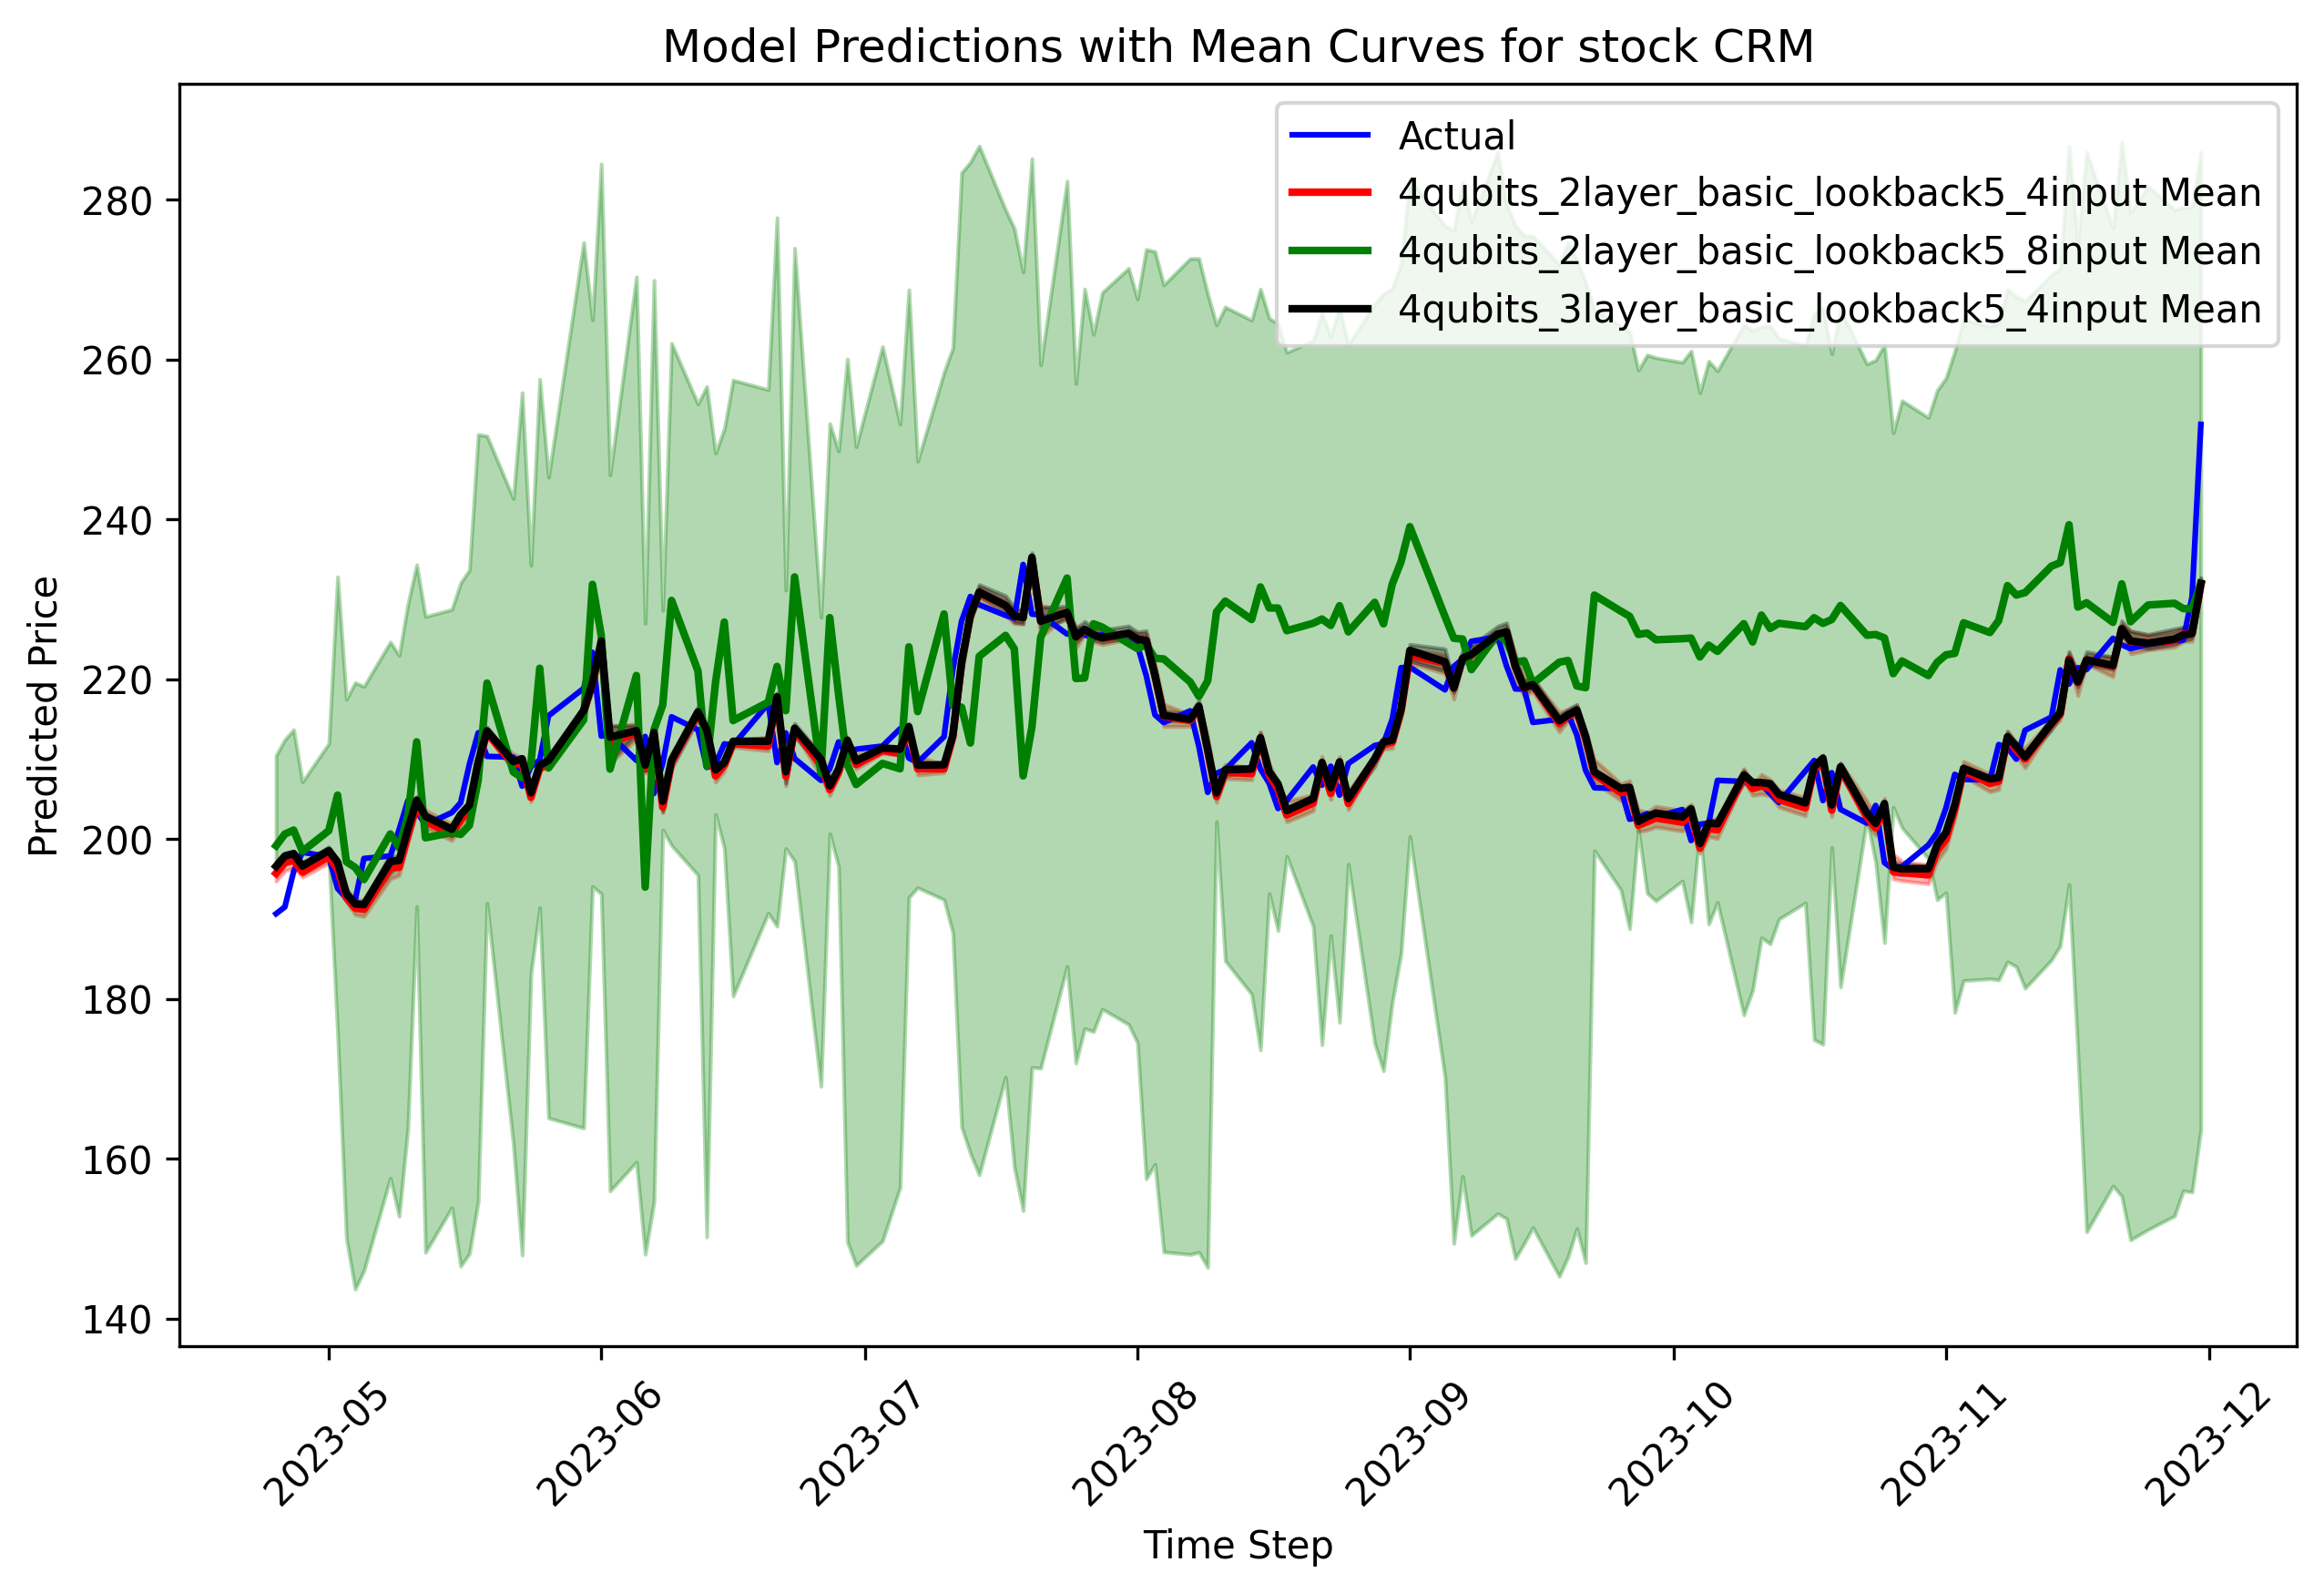 Model Predictions with Mean Curves for stock CRM
Actual
4qubits_2layer_basic_lookback5_4input Mean
4qubits_2layer_basic_lookback5_8input Mean
4qubits_3layer_basic_lookback5_4input Mean
Predicted Price
280
260
240
220
200
180
160
140
2023-05
2023-06
2023-07
2023-08
2023-09
2023-10
2023-11
2023-12
Time Step